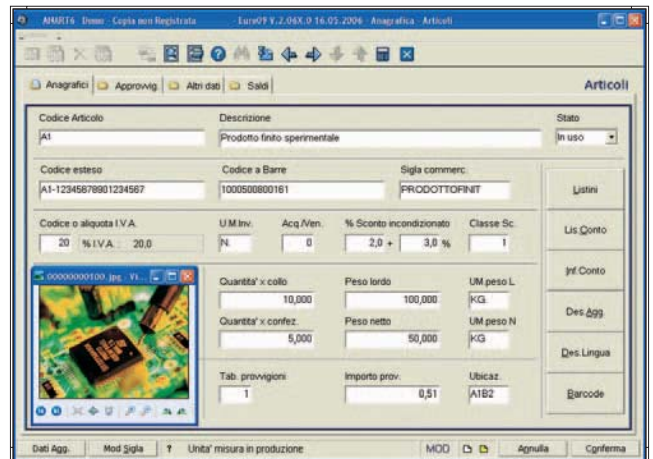 AMART6 Demo - Copia non Registrata - Euro09 V.2.06X.0 16.05.2006 - Anagrafica - Articoli
Anagrafici Approvvig Altri dati Saldi Articoli
Codice Articolo Descrizione Stato
A1 Prodotto finito sperimentale In uso
Codice esteso Codice a Barre Sigla commerc.
A1-12345678901234567 1000500800161 PRODOTTOFINIT Listini
Codice o aliquota I.V.A. U.M.Inv. Acq./Ven. % Sconto incondizionato Classe Sc. Lis.Conto
20 % I.V.A. : 20,0 N. 0 2,0 + 3,0 % 1
00000000100.jpg - Vi... Inf.Conto
Quantita' x collo Peso lordo UM peso L
10,000 100,000 KG. Des.Agg.
Quantita' x confez. Peso netto UM peso N
5,000 50,000 KG Des.Lingua
Tab. provvigioni Importo prov. Ubicaz.
1 0,51 A1B2 Barcode
Dati Agg. Mod Sigla ? Unita' misura in produzione MOD Annulla Conferma